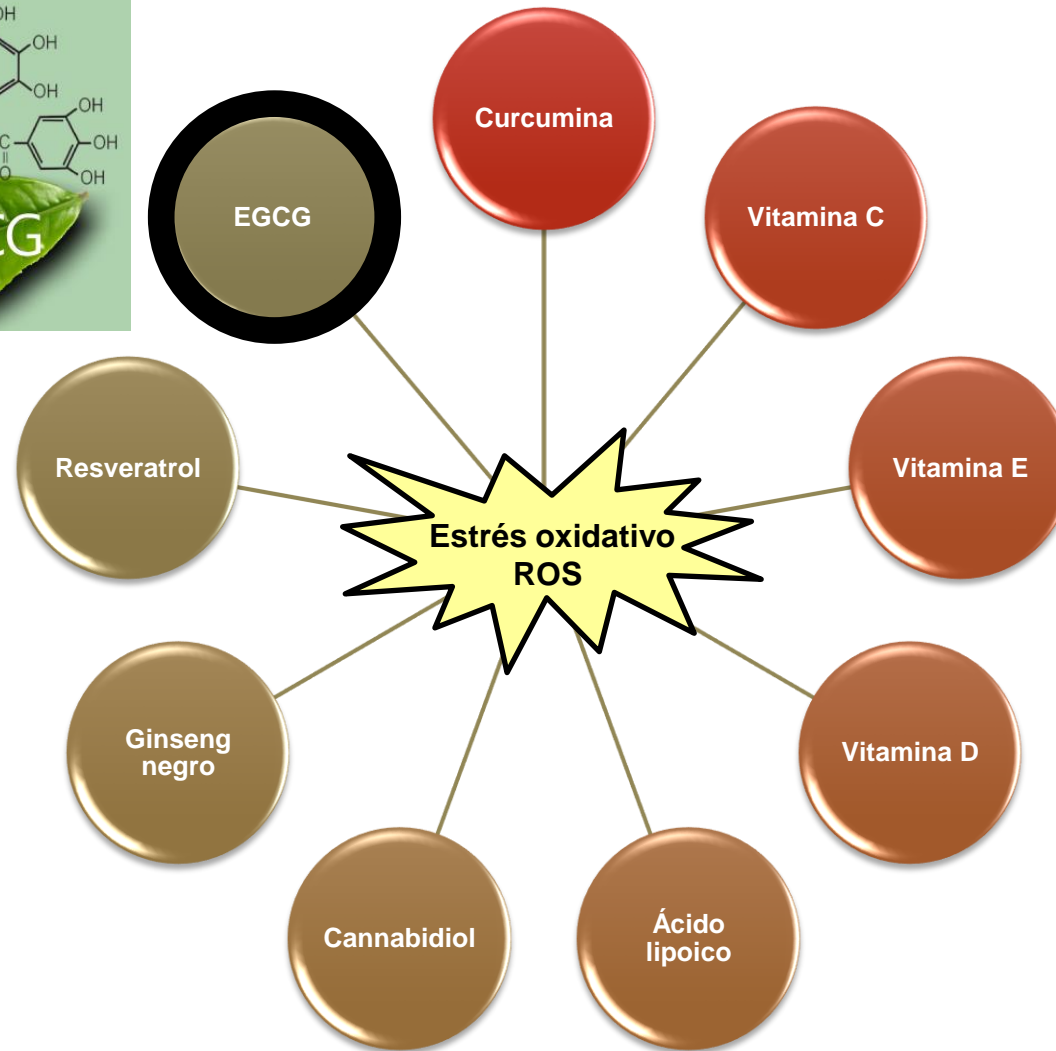 OH
OH
OH
OH
C
OH
O
OH
CG
Curcumina
EGCG
Vitamina C
Resveratrol
Vitamina E
Estrés oxidativo
ROS
Ginseng
negro
Vitamina D
Cannabidiol
Ácido
lipoico